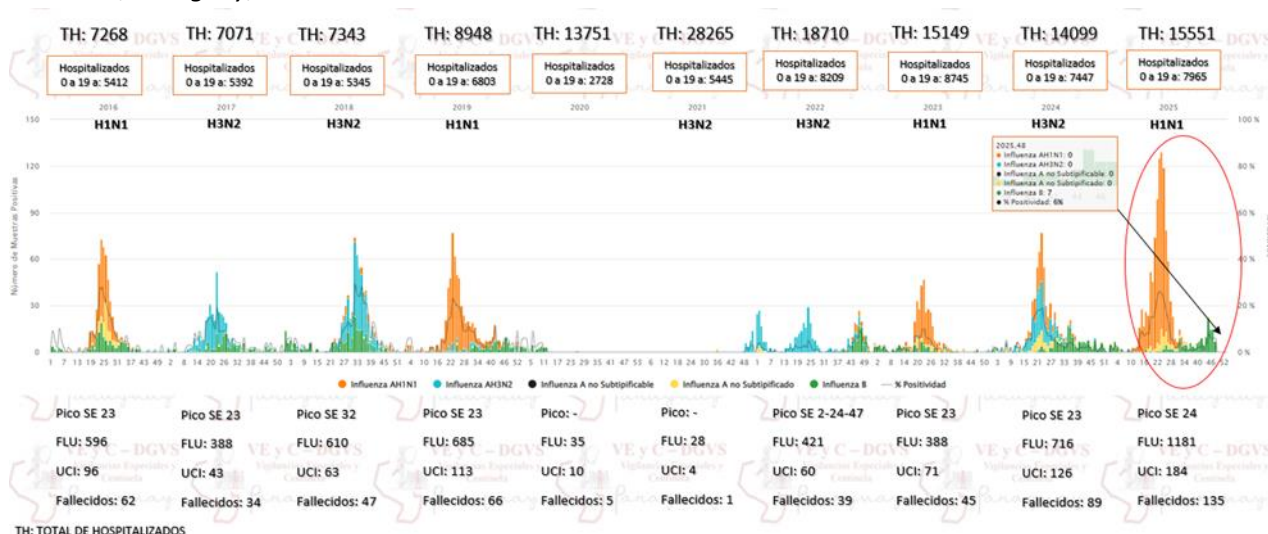 TH: 7268 TH: 7071 TH: 7343 TH: 8948 TH: 13751 TH: 28265 TH: 18710 TH: 15149 TH: 14099 TH: 15551
Hospitalizados Hospitalizados Hospitalizados Hospitalizados Hospitalizados Hospitalizados Hospitalizados Hospitalizados Hospitalizados Hospitalizados
0 a 19 a: 5412 0 a 19 a: 5392 0 a 19 a: 5345 0 a 19 a: 6803 0 a 19 a: 2728 0 a 19 a: 5445 0 a 19 a: 8209 0 a 19 a: 8745 0 a 19 a: 7447 0 a 19 a: 7965
2016 2017 2018 2019 2020 2021 2022 2023 2024 2025
H1N1 H3N2 H3N2 H1N1 H3N2 H3N2 H1N1 H3N2 H1N1
150 100 %
120 80 %
90 60 %
60 40 %
30 20 %
0 0 %
Número de Muestras Positivas
2025,48
Influenza AH1N1: 0
Influenza AH3N2: 0
Influenza A no Subtipificable: 0
Influenza A no Subtipificado: 0
Influenza B: 7
% Positividad: 6%
Influenza AH1N1 Influenza AH3N2 Influenza A no Subtipificable Influenza A no Subtipificado Influenza B % Positividad
Pico SE 23 Pico SE 23 Pico SE 32 Pico SE 23 Pico: - Pico: - Pico SE 2-24-47 Pico SE 23 Pico SE 23 Pico SE 24
FLU: 596 FLU: 388 FLU: 610 FLU: 685 FLU: 35 FLU: 28 FLU: 421 FLU: 388 FLU: 716 FLU: 1181
UCI: 96 UCI: 43 UCI: 63 UCI: 113 UCI: 10 UCI: 4 UCI: 60 UCI: 71 UCI: 126 UCI: 184
Fallecidos: 62 Fallecidos: 34 Fallecidos: 47 Fallecidos: 66 Fallecidos: 5 Fallecidos: 1 Fallecidos: 39 Fallecidos: 45 Fallecidos: 89 Fallecidos: 135
TH: TOTAL DE HOSPITALIZADOS